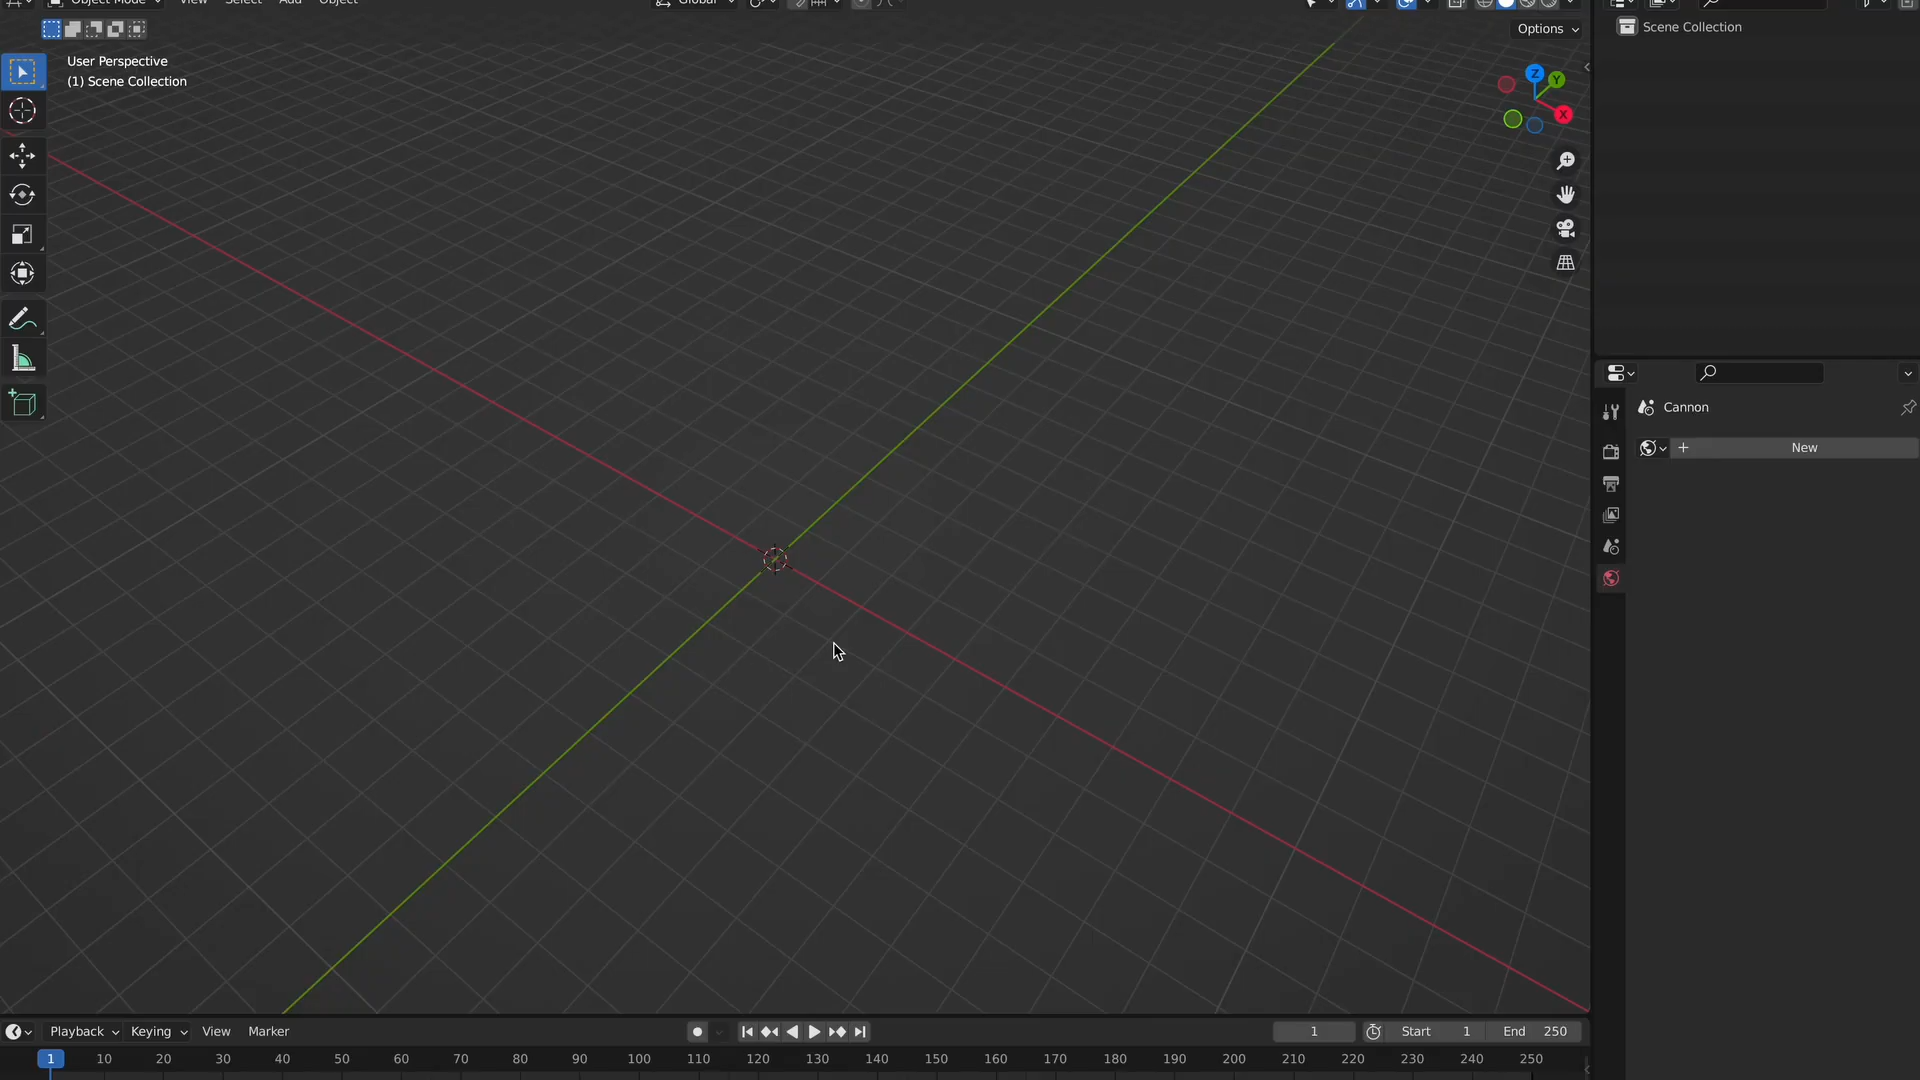 Object Mode View Select Add Object Global
Options
User Perspective
(1) Scene Collection
Z
Y
X
Scene Collection
Cannon
New
Playback Keying View Marker
1
Start 1
End 250
1 10 20 30 40 50 60 70 80 90 100 110 120 130 140 150 160 170 180 190 200 210 220 230 240 250